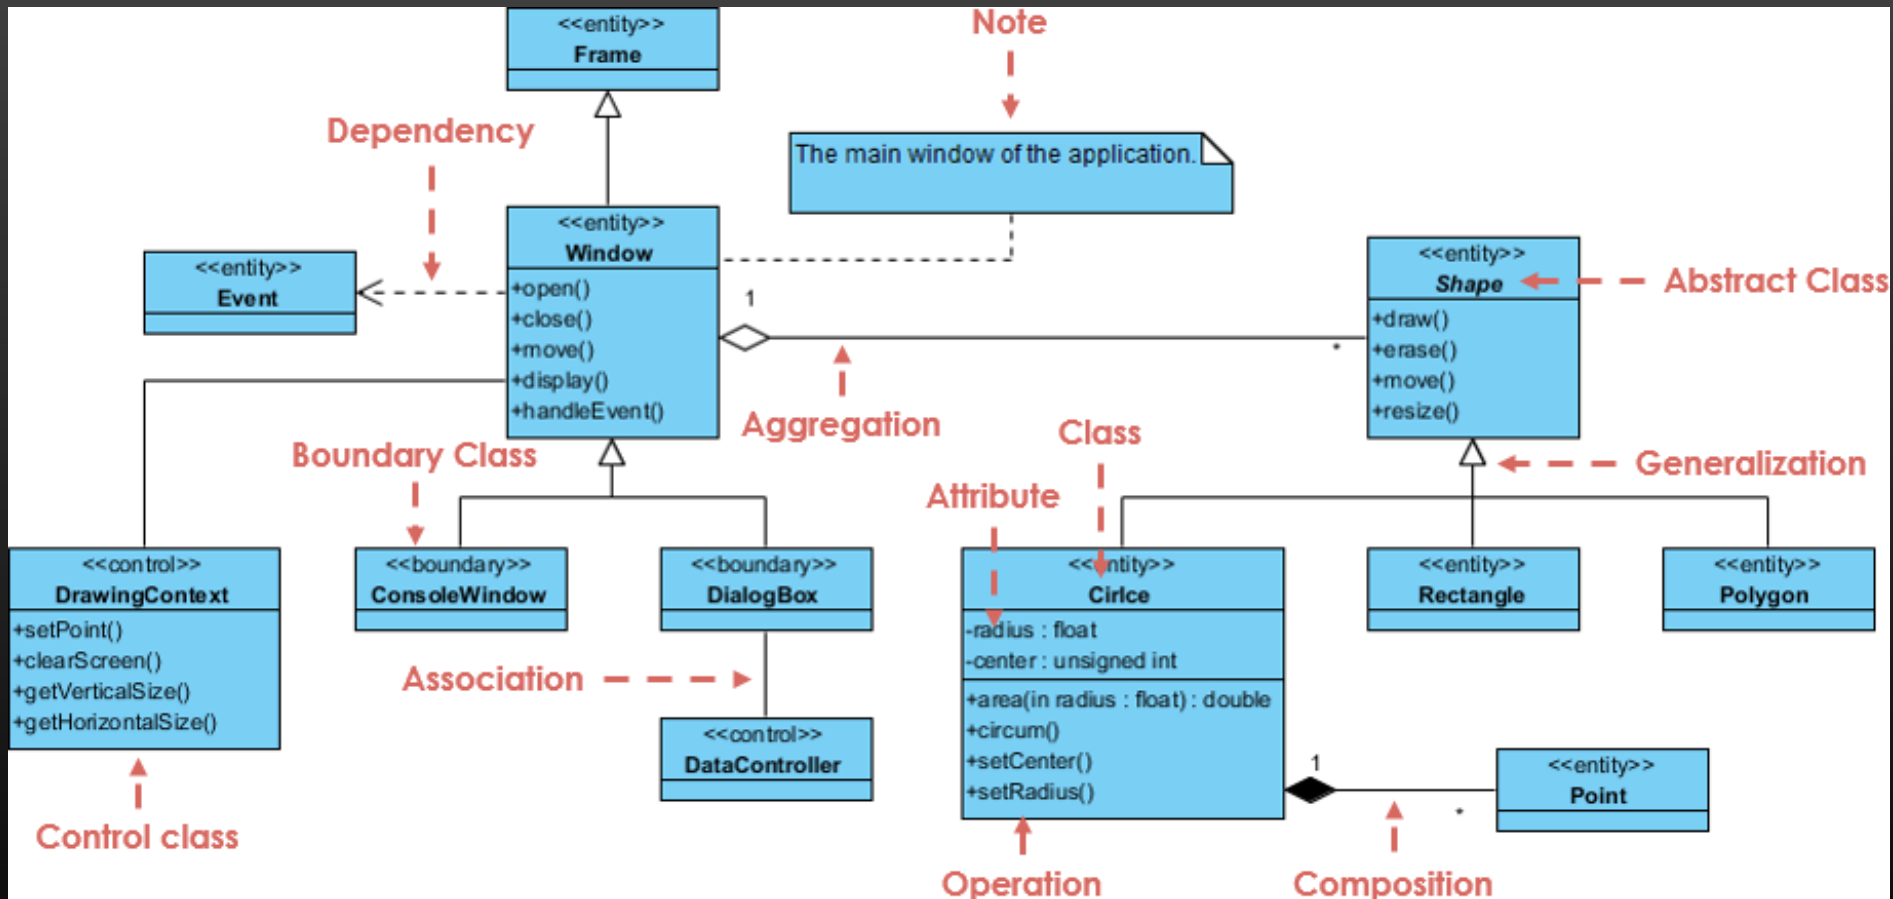 <<entity>>
Frame
Note
Dependency
The main window of the application.
<<entity>>
Window
+open()
+close()
+move()
+display()
+handleEvent()
<<entity>>
Event
1
*
<<entity>>
Shape
+draw()
+erase()
+move()
+resize()
Abstract Class
Aggregation
Boundary Class
Class
Attribute
Generalization
<<control>>
DrawingContext
+setPoint()
+clearScreen()
+getVerticalSize()
+getHorizontalSize()
<<boundary>>
ConsoleWindow
<<boundary>>
DialogBox
<<entity>>
Cirlce
-radius : float
-center : unsigned int
+area(in radius : float) : double
+circum()
+setCenter()
+setRadius()
<<entity>>
Rectangle
<<entity>>
Polygon
Association
<<control>>
DataController
1
*
<<entity>>
Point
Control class
Operation
Composition